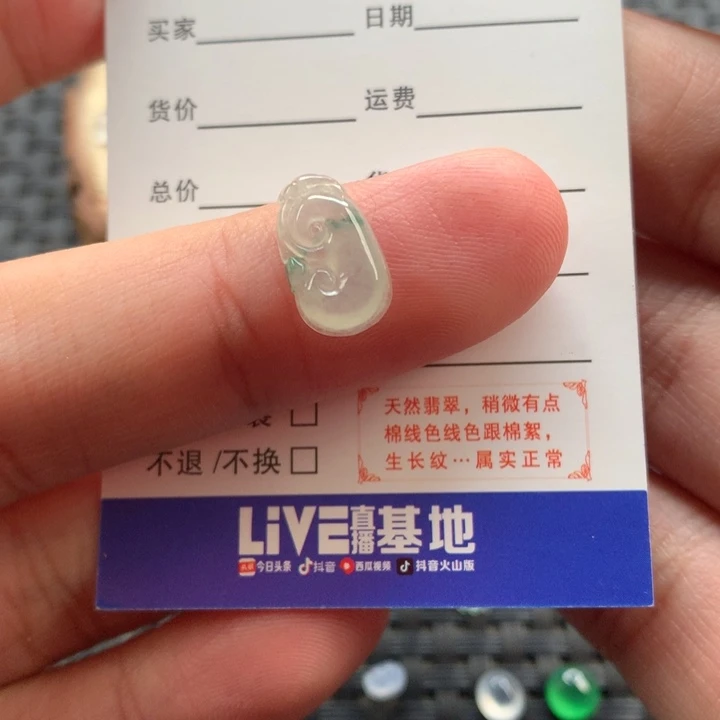 买家 日期
货价 运费
总价
不退 /不换
天然翡翠，稍微有点
棉线色线色跟棉絮，
生长纹…属实正常
LiVE直播基地
头条 今日头条 抖音 西瓜视频 抖音火山版